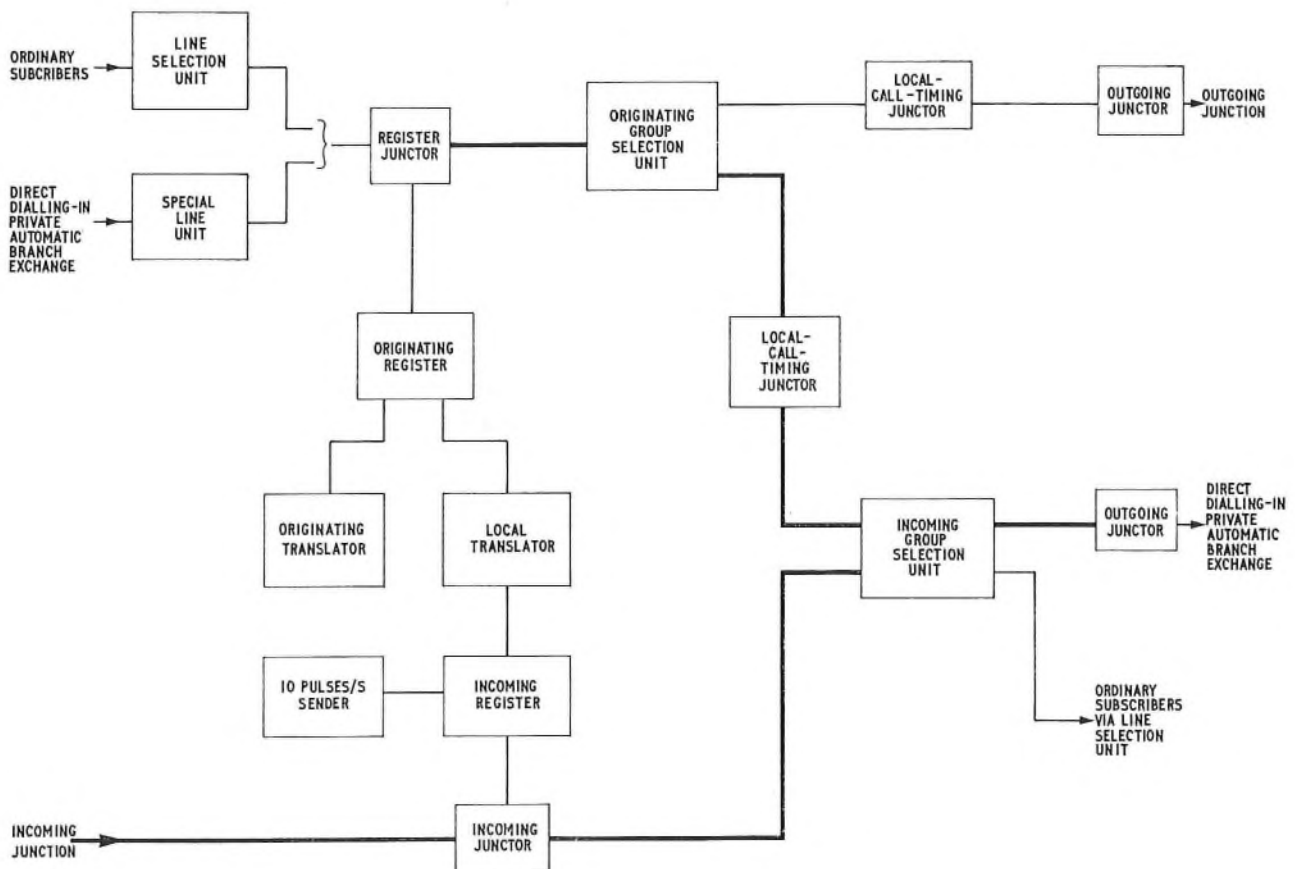 ORDINARY
SUBCRIBERS
LINE
SELECTION
UNIT
DIRECT
DIALLING-IN
PRIVATE
AUTOMATIC
BRANCH
EXCHANGE
SPECIAL
LINE
UNIT
REGISTER
JUNCTOR
ORIGINATING
GROUP
SELECTION
UNIT
LOCAL-
CALL-TIMING
JUNCTOR
OUTGOING
JUNCTOR
OUTGOING
JUNCTION
ORIGINATING
REGISTER
LOCAL-
CALL-
TIMING
JUNCTOR
ORIGINATING
TRANSLATOR
LOCAL
TRANSLATOR
INCOMING
GROUP
SELECTION
UNIT
OUTGOING
JUNCTOR
DIRECT
DIALLING-IN
PRIVATE
AUTOMATIC
BRANCH
EXCHANGE
10 PULSES/S
SENDER
INCOMING
REGISTER
ORDINARY
SUBSCRIBERS
VIA LINE
SELECTION
UNIT
INCOMING
JUNCTION
INCOMING
JUNCTOR